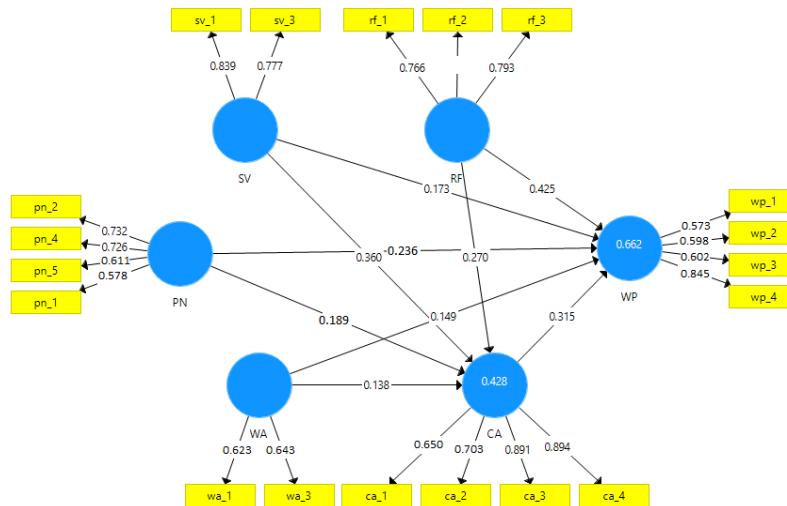 sv_1 sv_3 rf_1 rf_2 rf_3
0.839 0.777 0.766 0.793
SV RF
0.173 0.425
pn_2 0.732
pn_4 0.726
pn_5 0.611
pn_1 0.578
PN
-0.236
0.360 0.270
0.662
WP
0.573 wp_1
0.598 wp_2
0.602 wp_3
0.845 wp_4
0.189 0.149 0.315
0.138
0.428
WA CA
0.623 0.643 0.650 0.703 0.891 0.894
wa_1 wa_3 ca_1 ca_2 ca_3 ca_4